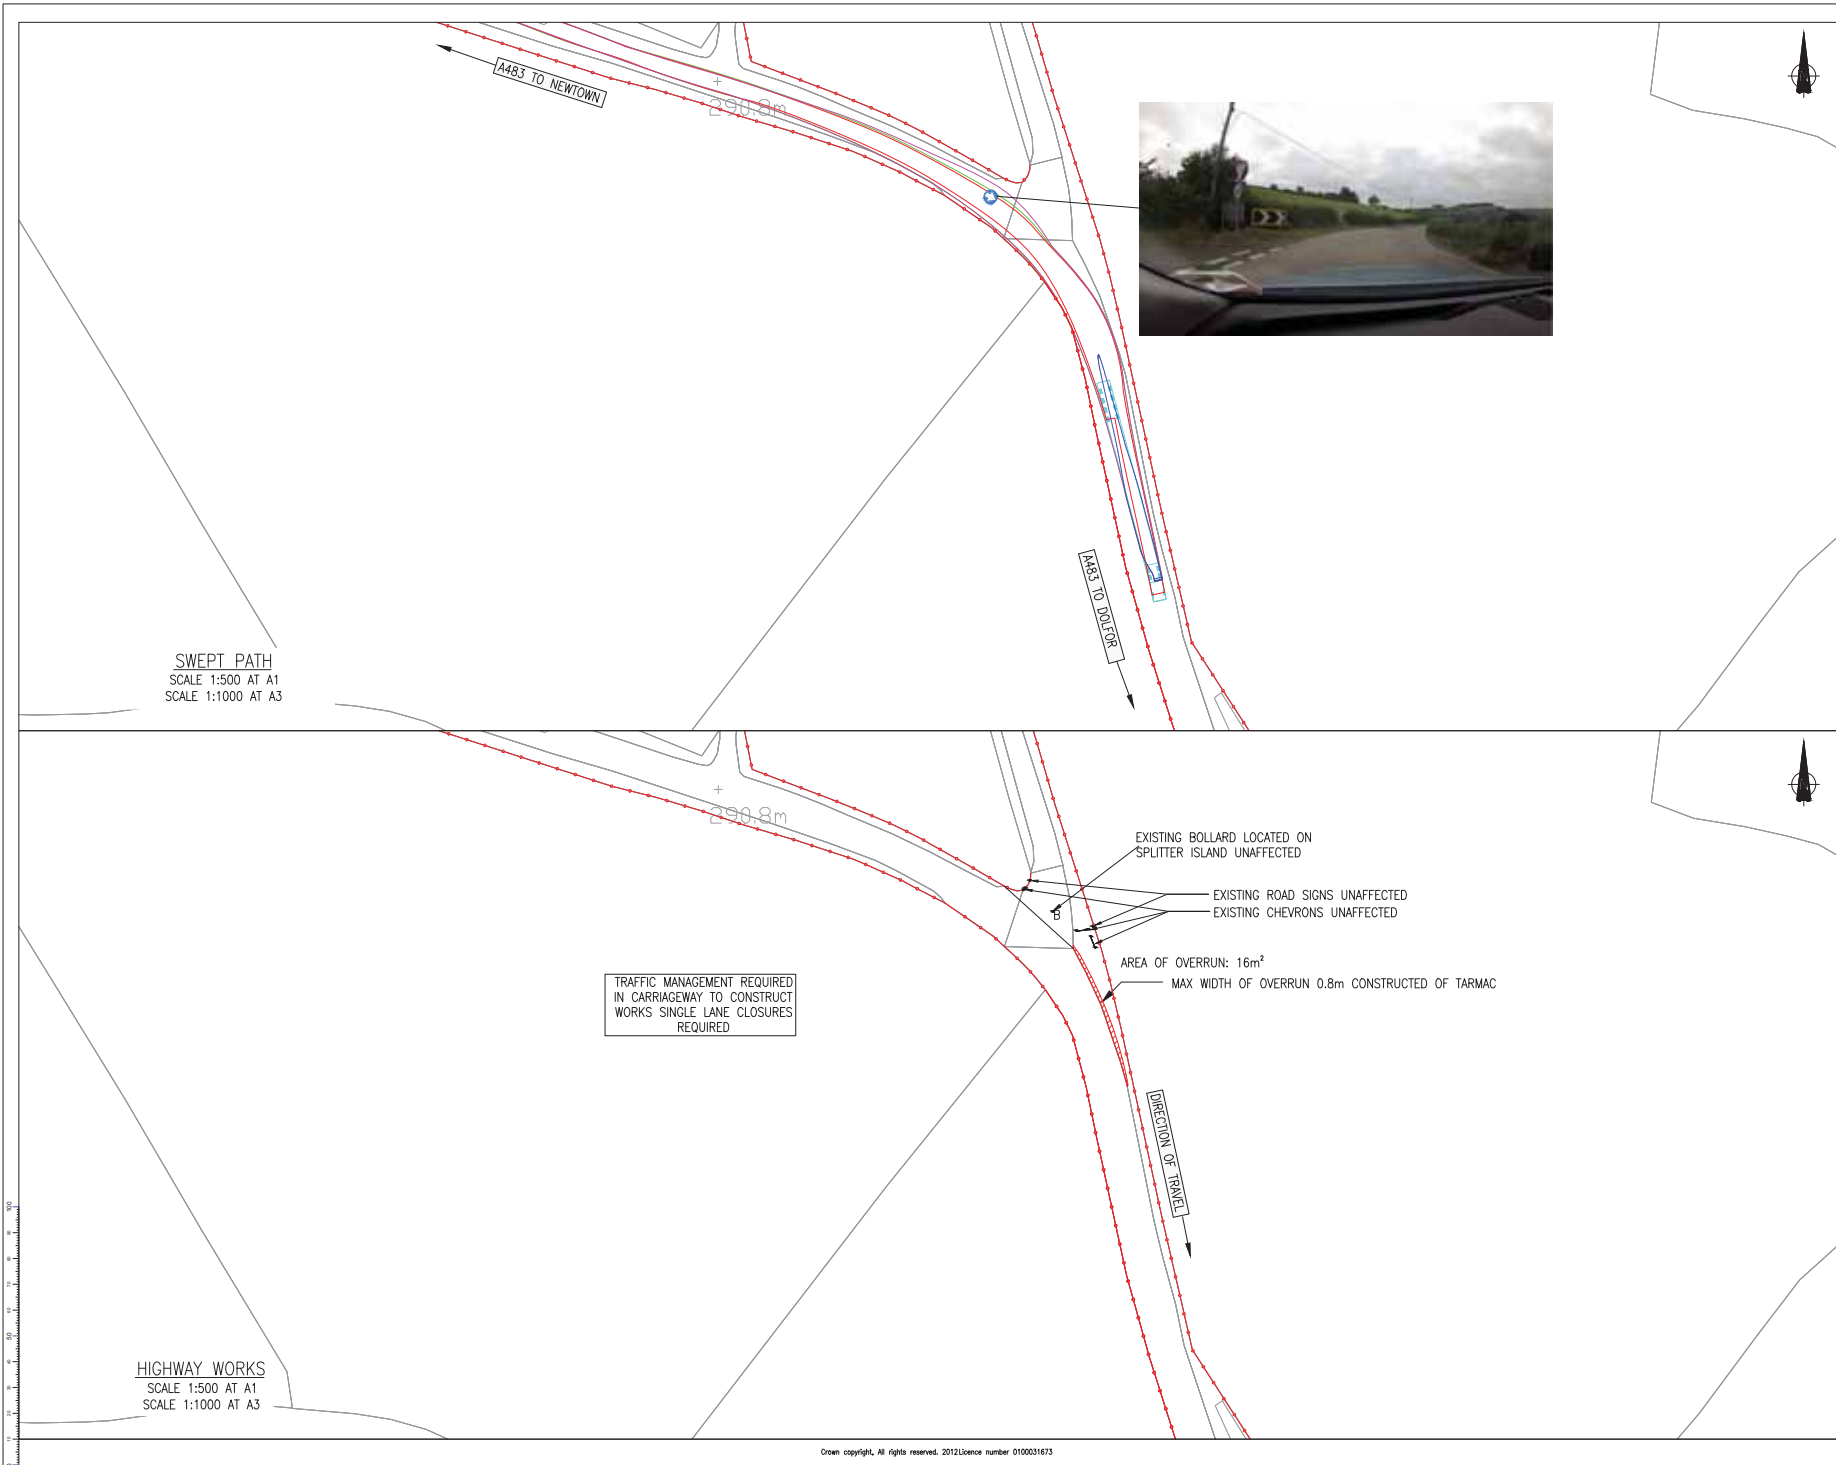 A483 TO NEWTOWN
290.8m
A483 TO DOLFOR
SWEPT PATH
SCALE 1:500 AT A1
SCALE 1:1000 AT A3
290.8m
EXISTING BOLLARD LOCATED ON
SPLITTER ISLAND UNAFFECTED
B
EXISTING ROAD SIGNS UNAFFECTED
EXISTING CHEVRONS UNAFFECTED
AREA OF OVERRUN: 16m²
MAX WIDTH OF OVERRUN 0.8m CONSTRUCTED OF TARMAC
TRAFFIC MANAGEMENT REQUIRED
IN CARRIAGEWAY TO CONSTRUCT
WORKS SINGLE LANE CLOSURES
REQUIRED
DIRECTION OF TRAVEL
HIGHWAY WORKS
SCALE 1:500 AT A1
SCALE 1:1000 AT A3
100
Crown copyright, All rights reserved. 2012Licence number 0100031673